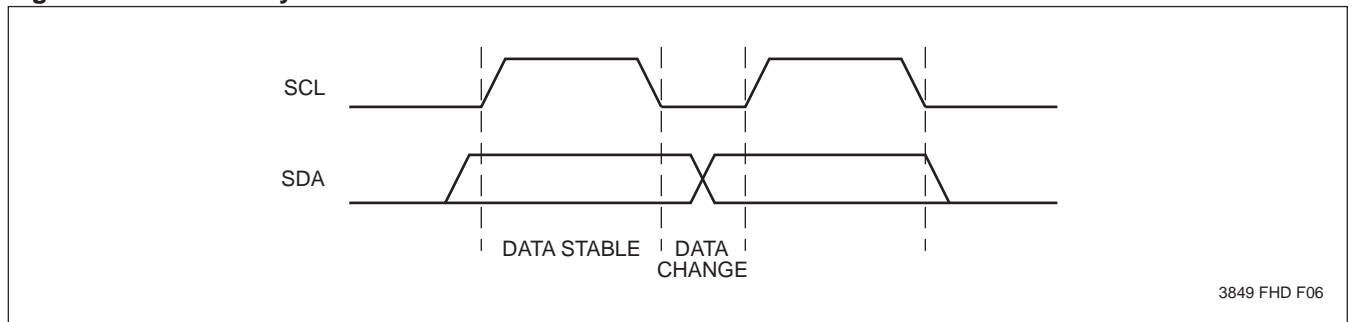 SCL
SDA
DATA STABLE
DATA
CHANGE
3849 FHD F06